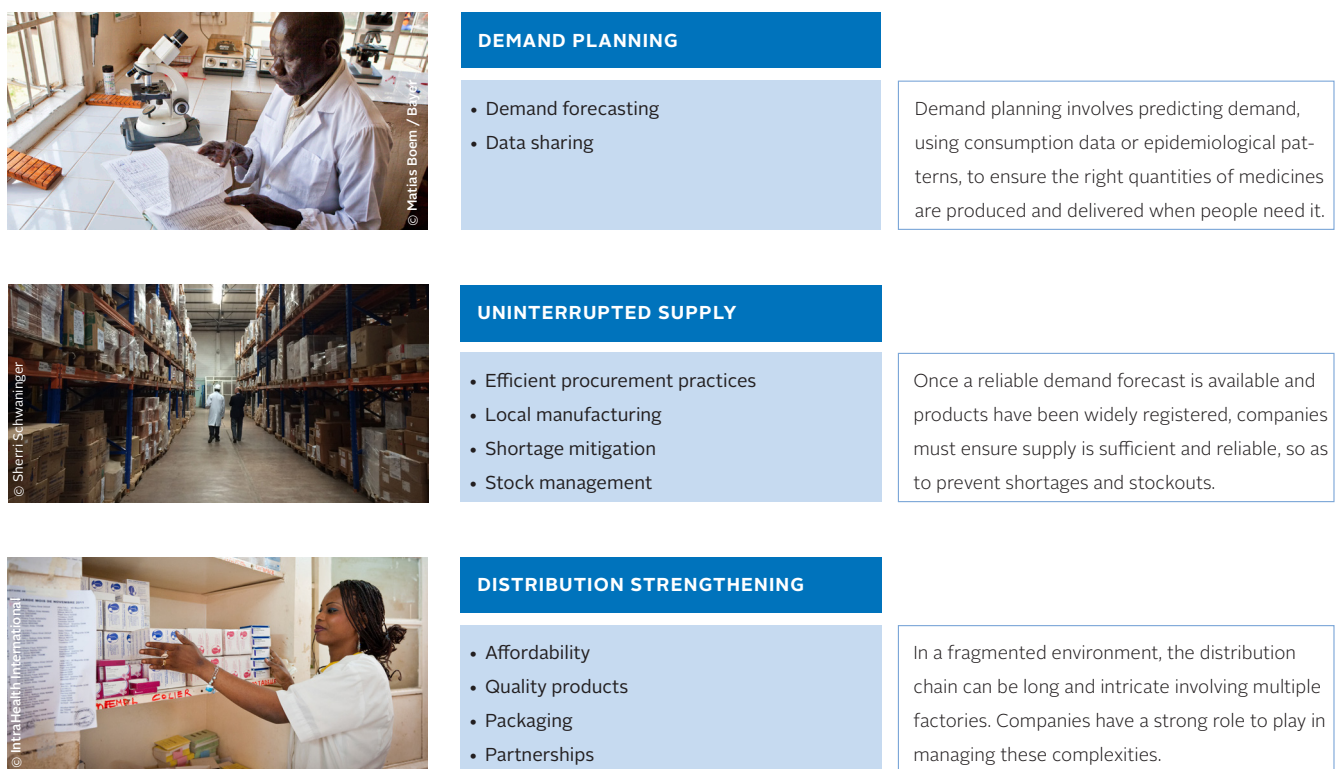 © Matias Boem / Bayer
DEMAND PLANNING
• Demand forecasting
• Data sharing
Demand planning involves predicting demand,
using consumption data or epidemiological pat-
terns, to ensure the right quantities of medicines
are produced and delivered when people need it.
© Sherri Schwaninger
UNINTERRUPTED SUPPLY
• Efficient procurement practices
• Local manufacturing
• Shortage mitigation
• Stock management
Once a reliable demand forecast is available and
products have been widely registered, companies
must ensure supply is sufficient and reliable, so as
to prevent shortages and stockouts.
© IntraHealth International
DISTRIBUTION STRENGTHENING
• Affordability
• Quality products
• Packaging
• Partnerships
In a fragmented environment, the distribution
chain can be long and intricate involving multiple
factories. Companies have a strong role to play in
managing these complexities.